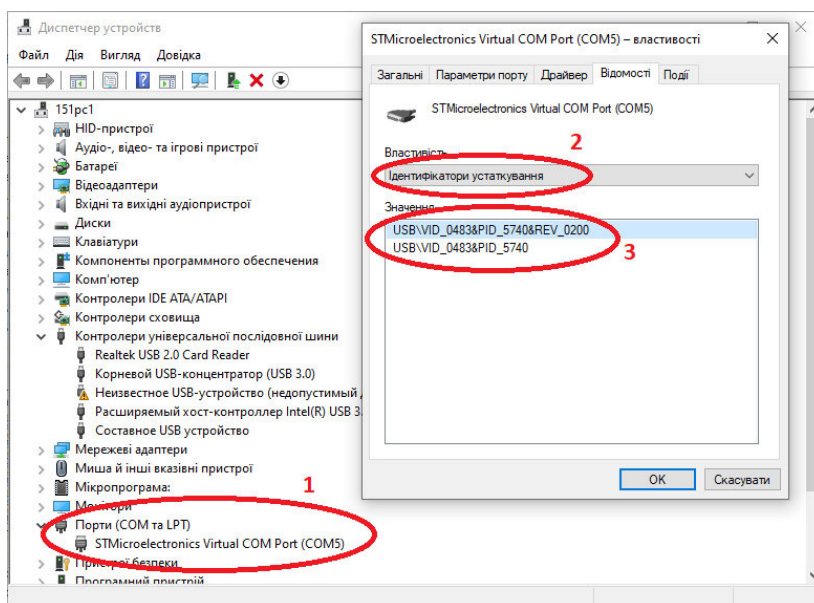 Диспетчер устройств
Файл Дія Вигляд Довідка
151pc1
HID-пристрої
Аудіо-, відео- та ігрові пристрої
Батареї
Відеоадаптери
Вхідні та вихідні аудіопристрої
Диски
Клавіатури
Компоненты программного обеспечения
Комп'ютер
Контролери IDE ATA/ATAPI
Контролери сховища
Контролери універсальної послідовної шини
Realtek USB 2.0 Card Reader
Корневой USB-концентратор (USB 3.0)
Неизвестное USB-устройство (недопустимый
Расширяемый хост-контроллер Intel(R) USB 3.
Составное USB устройство
Мережеві адаптери
Миша й інші вказівні пристрої
Мікропрограма:
1
Монітори
Порти (COM та LPT)
STMicroelectronics Virtual COM Port (COM5)
Пристрої безпеки
Програмний пристрій
STMicroelectronics Virtual COM Port (COM5) – властивості
Загальні Параметри порту Драйвер Відомості Події
STMicroelectronics Virtual COM Port (COM5)
2
Властивість
Ідентифікатори устаткування
Значення
USB\VID_0483&PID_5740&REV_0200
USB\VID_0483&PID_5740
3
OK Скасувати